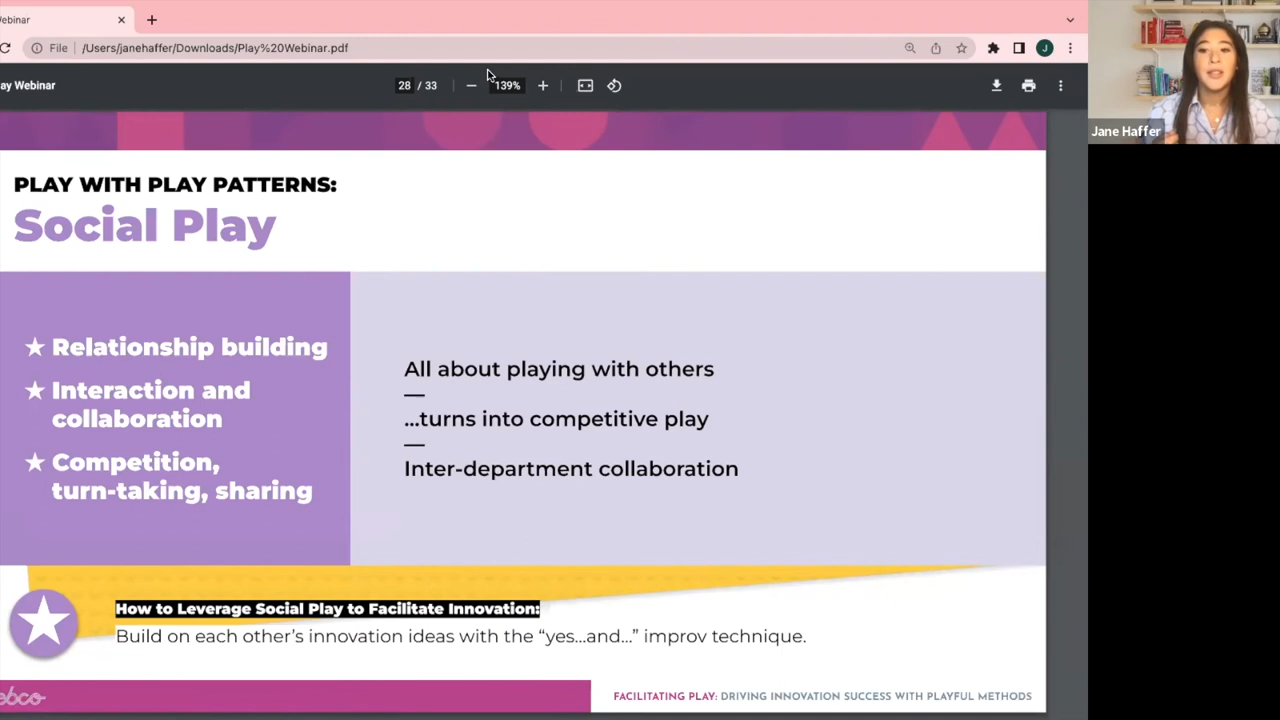 ebinar
File
/Users/janehaffer/Downloads/Play%20Webinar.pdf
J
ay Webinar
28 / 33
139%
Jane Haffer
PLAY WITH PLAY PATTERNS:
Social Play
★ Relationship building
★ Interaction and
collaboration
★ Competition,
turn-taking, sharing
All about playing with others
—
...turns into competitive play
—
Inter-department collaboration
How to Leverage Social Play to Facilitate Innovation:
Build on each other’s innovation ideas with the “yes...and...” improv technique.
ebco
FACILITATING PLAY: DRIVING INNOVATION SUCCESS WITH PLAYFUL METHODS